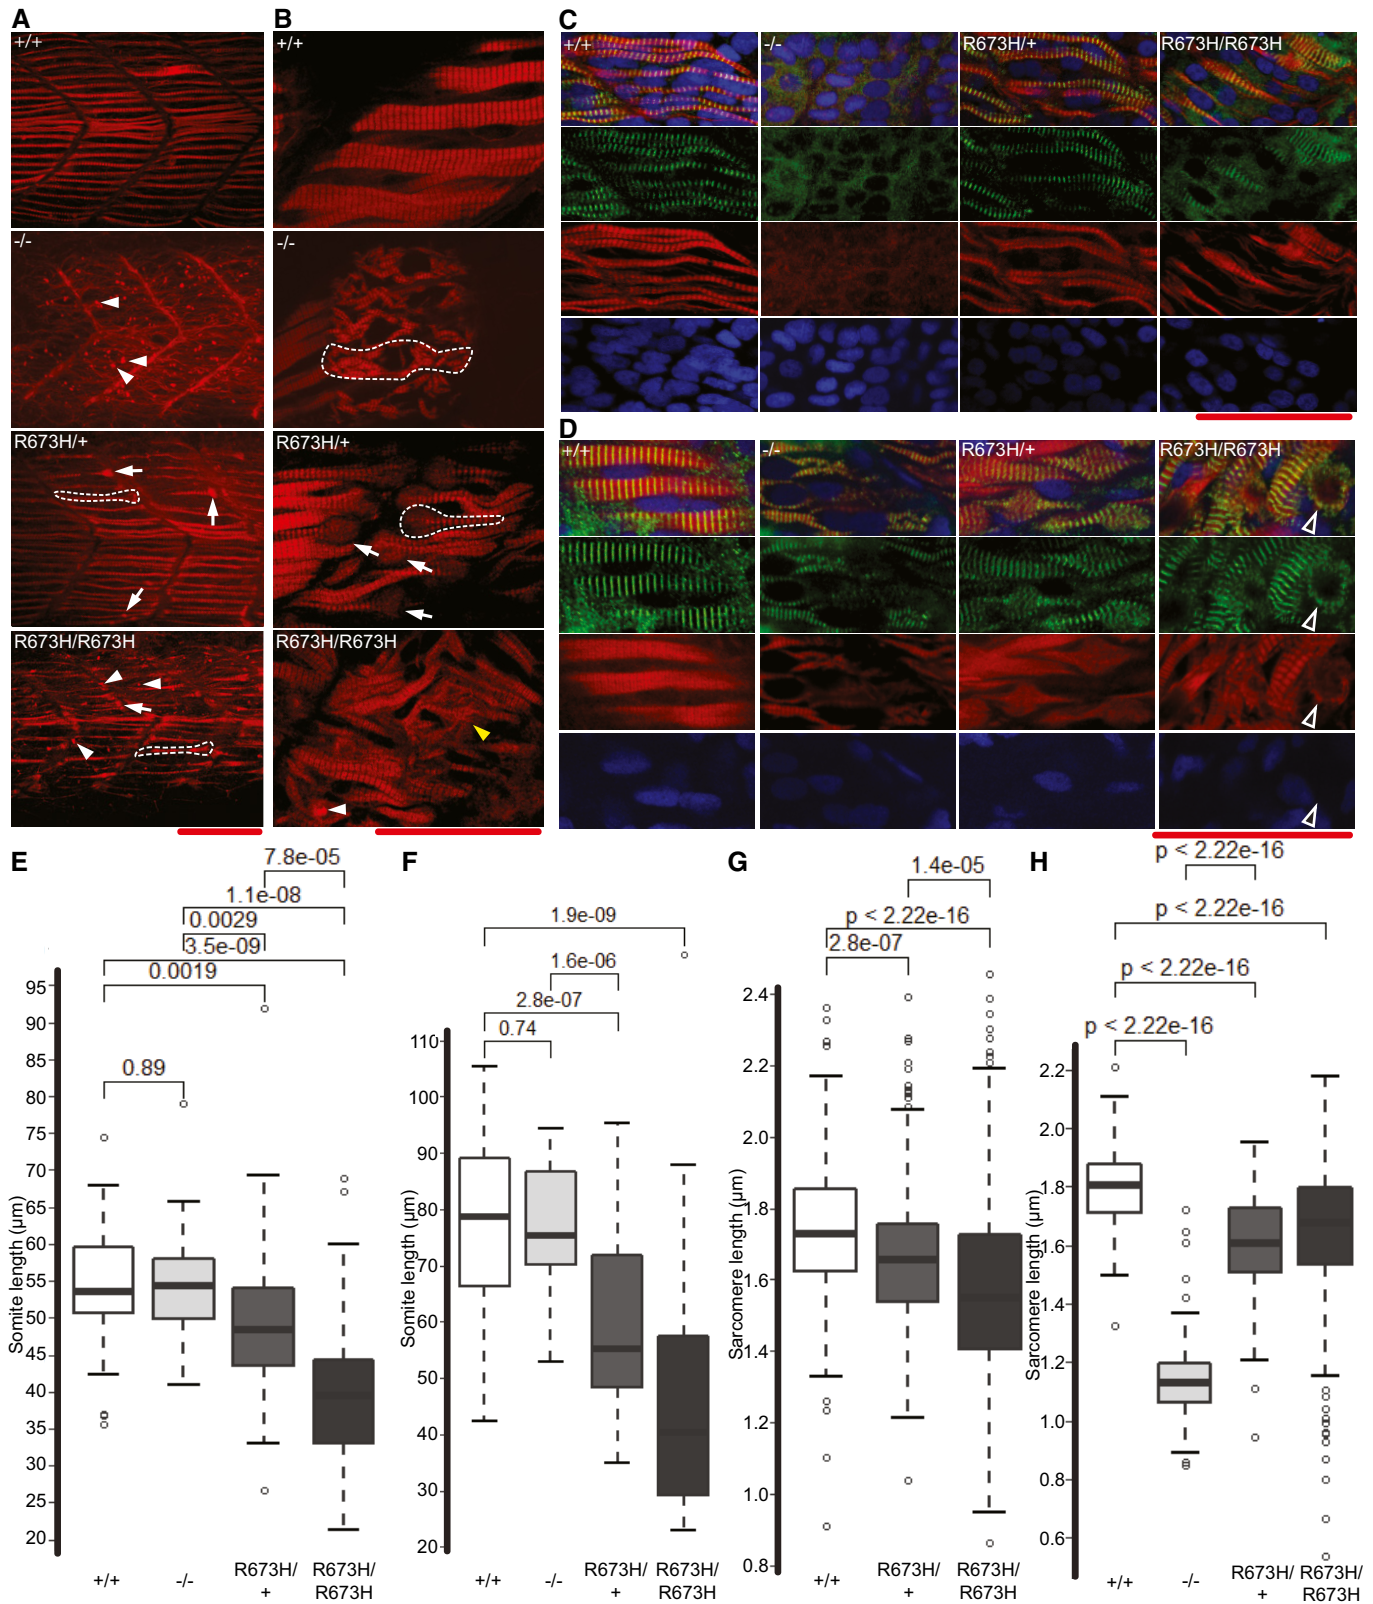 A
+/+
-/-
R673H/+
R673H/R673H
B
+/+
-/-
R673H/+
R673H/R673H
C
+/+
-/-
R673H/+
R673H/R673H
D
+/+
-/-
R673H/+
R673H/R673H
E
7.8e-05
1.1e-08
0.0029
3.5e-09
0.0019
0.89
Somite length (µm)
95
90
85
80
75
70
65
60
55
50
45
40
35
30
25
20
+/+
-/-
R673H/
+
R673H/
R673H
F
1.9e-09
1.6e-06
2.8e-07
0.74
Somite length (µm)
110
100
90
80
70
60
50
40
30
20
+/+
-/-
R673H/
+
R673H/
R673H
G
1.4e-05
p < 2.22e-16
2.8e-07
Sarcomere length (µm)
2.4
2.2
2.0
1.8
1.6
1.4
1.2
1.0
0.8
+/+
R673H/
+
R673H/
R673H
H
p < 2.22e-16
p < 2.22e-16
p < 2.22e-16
p < 2.22e-16
Sarcomere length (µm)
2.2
2.0
1.8
1.6
1.4
1.2
1.0
0.8
0.6
+/+
-/-
R673H/
+
R673H/
R673H